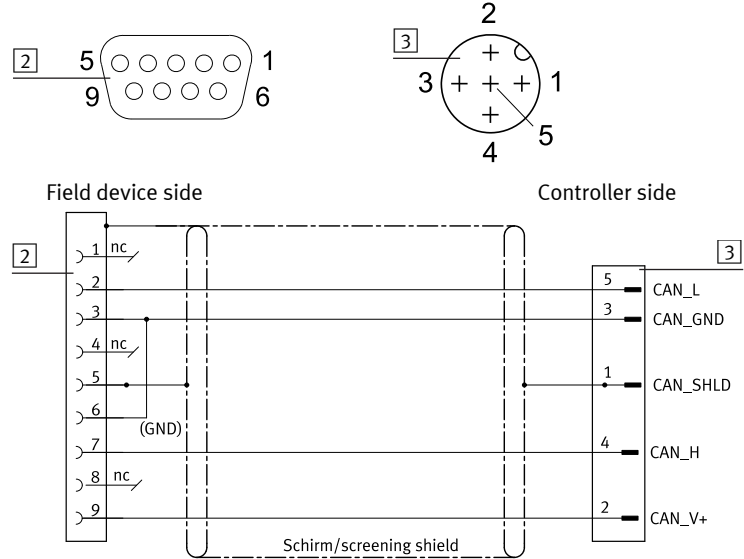 2
5 1
9 6
2
3
3 1
5
4
Field device side
Controller side
2
3
1 nc
2
5 CAN_L
3
3 CAN_GND
4 nc
5
1 CAN_SHLD
6
(GND)
7
4 CAN_H
8 nc
9
2 CAN_V+
Schirm/screening shield